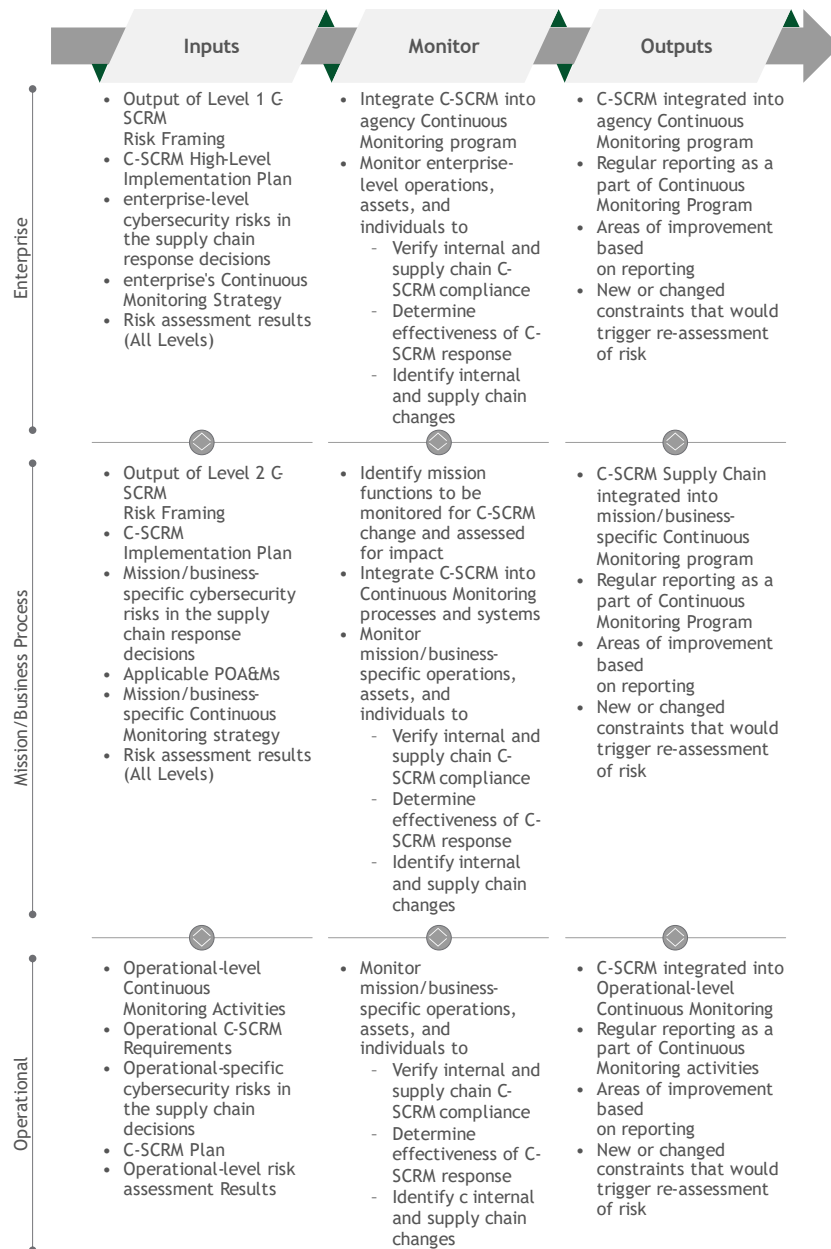 Inputs
Monitor
Outputs
Enterprise
• Output of Level 1 C-
SCRM
Risk Framing
• C-SCRM High-Level
Implementation Plan
• enterprise-level
cybersecurity risks in
the supply chain
response decisions
• enterprise's Continuous
Monitoring Strategy
• Risk assessment results
(All Levels)
• Integrate C-SCRM into
agency Continuous
Monitoring program
• Monitor enterprise-
level operations,
assets, and
individuals to
- Verify internal and
supply chain C-
SCRM compliance
- Determine
effectiveness of C-
SCRM response
- Identify internal
and supply chain
changes
• C-SCRM integrated into
agency Continuous
Monitoring program
• Regular reporting as a
part of Continuous
Monitoring Program
• Areas of improvement
based
on reporting
• New or changed
constraints that would
trigger re-assessment
of risk
Mission/Business Process
• Output of Level 2 C-
SCRM
Risk Framing
• C-SCRM
Implementation Plan
• Mission/business-
specific cybersecurity
risks in the supply
chain response
decisions
• Applicable POA&Ms
• Mission/business-
specific Continuous
Monitoring strategy
• Risk assessment results
(All Levels)
• Identify mission
functions to be
monitored for C-SCRM
change and assessed
for impact
• Integrate C-SCRM into
Continuous Monitoring
processes and systems
• Monitor
mission/business-
specific operations,
assets, and
individuals to
- Verify internal and
supply chain C-
SCRM compliance
- Determine
effectiveness of C-
SCRM response
- Identify internal
and supply chain
changes
• C-SCRM Supply Chain
integrated into
mission/business-
specific Continuous
Monitoring program
• Regular reporting as a
part of Continuous
Monitoring Program
• Areas of improvement
based
on reporting
• New or changed
constraints that would
trigger re-assessment
of risk
Operational
• Operational-level
Continuous
Monitoring Activities
• Operational C-SCRM
Requirements
• Operational-specific
cybersecurity risks in
the supply chain
decisions
• C-SCRM Plan
• Operational-level risk
assessment Results
• Monitor
mission/business-
specific operations,
assets, and
individuals to
- Verify internal and
supply chain C-
SCRM compliance
- Determine
effectiveness of C-
SCRM response
- Identify c internal
and supply chain
changes
• C-SCRM integrated into
Operational-level
Continuous Monitoring
• Regular reporting as a
part of Continuous
Monitoring activities
• Areas of improvement
based
on reporting
• New or changed
constraints that would
trigger re-assessment
of risk